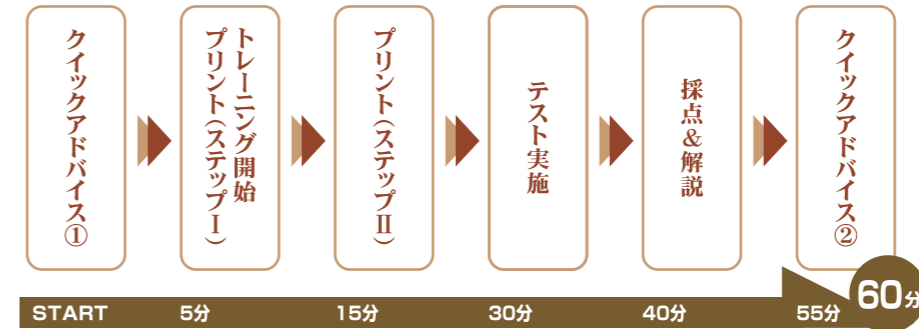 クイックアドバイス①
トレーニング開始
プリント(ステップⅠ)
プリント(ステップⅡ)
テスト実施
採点&解説
クイックアドバイス②
START
5分
15分
30分
40分
55分
60分